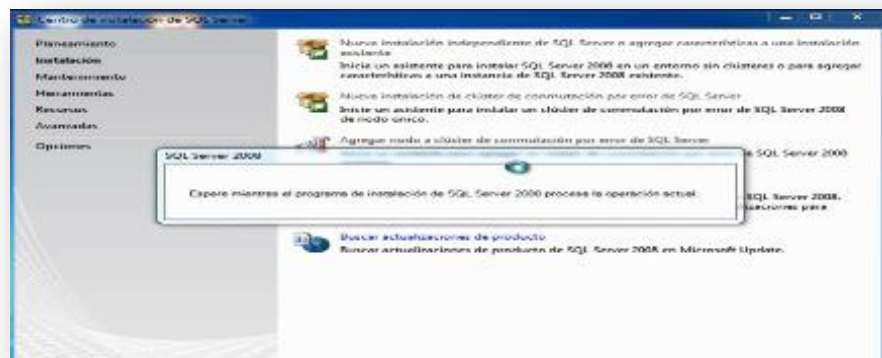 Centro de instalación de SQL Server
Planeamiento
Instalación
Mantenimiento
Herramientas
Recursos
Avanzadas
Opciones
Nueva instalación independiente de SQL Server o agregar características a una instalación
existente
Inicie un asistente para instalar SQL Server 2008 en un entorno sin clústeres o para agregar
características a una instancia de SQL Server 2008 existente.
Nueva instalación de clúster de conmutación por error de SQL Server
Inicie un asistente para instalar un clúster de conmutación por error de SQL Server 2008
de modo único.
Agregar nodo a clúster de conmutación por error de SQL Server
de SQL Server 2008
SQL Server 2008
Espere mientras el programa de instalación de SQL Server 2008 procesa la operación actual.
SQL Server 2008.
para
Buscar actualizaciones de producto
Buscar actualizaciones de producto de SQL Server 2008 en Microsoft Update.